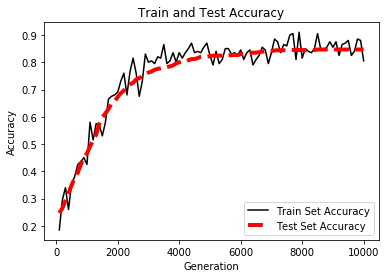 Train and Test Accuracy
Accuracy
0.9
0.8
0.7
0.6
0.5
0.4
0.3
0.2
Train Set Accuracy
Test Set Accuracy
0 2000 4000 6000 8000 10000
Generation